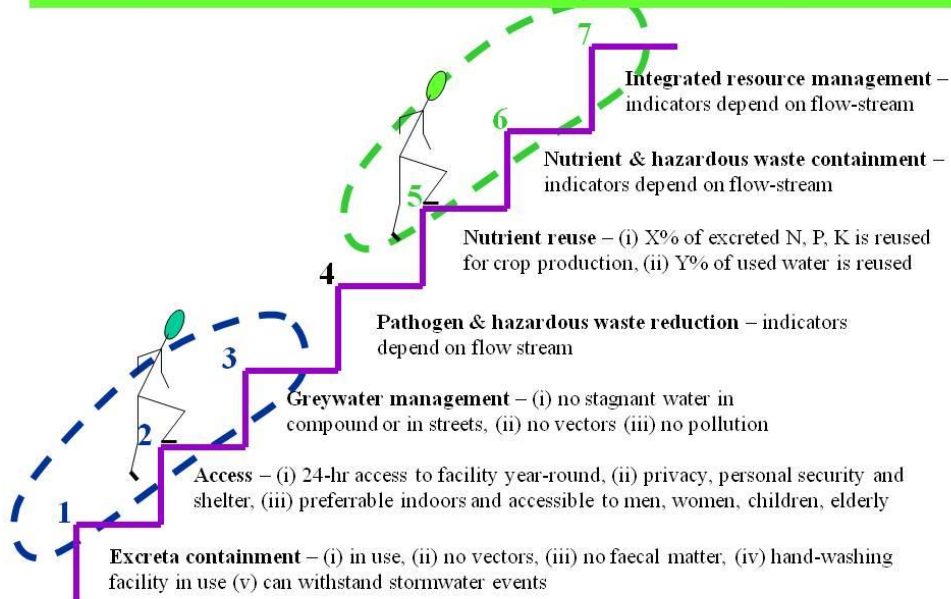 7
Integrated resource management –
indicators depend on flow-stream
6
Nutrient & hazardous waste containment –
indicators depend on flow-stream
5
Nutrient reuse – (i) X% of excreted N, P, K is reused
for crop production, (ii) Y% of used water is reused
4
Pathogen & hazardous waste reduction – indicators
depend on flow stream
3
Greywater management – (i) no stagnant water in
compound or in streets, (ii) no vectors (iii) no pollution
2
Access – (i) 24-hr access to facility year-round, (ii) privacy, personal security and
shelter, (iii) preferrable indoors and accessible to men, women, children, elderly
1
Excreta containment – (i) in use, (ii) no vectors, (iii) no faecal matter, (iv) hand-washing
facility in use (v) can withstand stormwater events